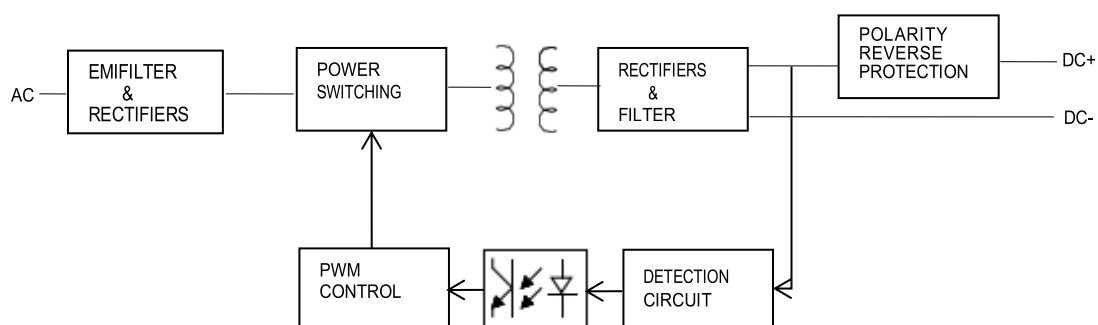 AC
EMIFILTER
&
RECTIFIERS
POWER
SWITCHING
RECTIFIERS
&
FILTER
POLARITY
REVERSE
PROTECTION
DC+
DC-
PWM
CONTROL
DETECTION
CIRCUIT